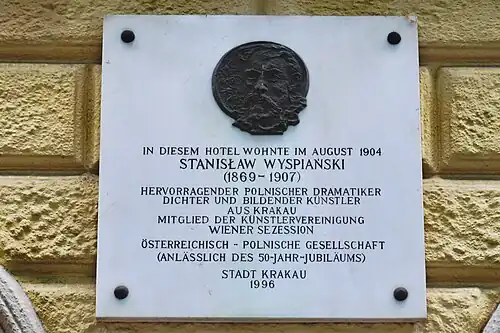 IN DIESEM HOTEL WOHNTE IM AUGUST 1904
STANISŁAW WYSPIAŃSKI
(1869 - 1907)
HERVORRAGENDER POLNISCHER DRAMATIKER
DICHTER UND BILDENDER KÜNSTLER
AUS KRAKAU
MITGLIED DER KÜNSTLERVEREINIGUNG
WIENER SEZESSION
ÖSTERREICHISCH - POLNISCHE GESELLSCHAFT
(ANLÄSSLICH DES 50-JAHR-JUBILÄUMS)
STADT KRAKAU
1996